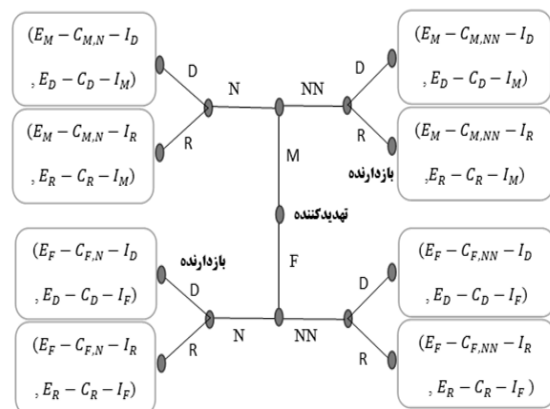 (E_M − C_{M,N} − I_D
, E_D − C_D − I_M)
D
N
NN
D
(E_M − C_{M,NN} − I_D
, E_D − C_D − I_M)
(E_M − C_{M,N} − I_R
, E_R − C_R − I_M)
R
M
R
بازدارنده
(E_M − C_{M,NN} − I_R
,E_R − C_R − I_M)
تهدیدکننده
(E_F − C_{F,N} − I_D
, E_D − C_D − I_F)
بازدارنده
D
F
D
(E_F − C_{F,NN} − I_D
, E_D − C_D − I_F)
(E_F − C_{F,N} − I_R
, E_R − C_R − I_F)
R
N
NN
R
(E_F − C_{F,NN} − I_R
, E_R − C_R − I_F)